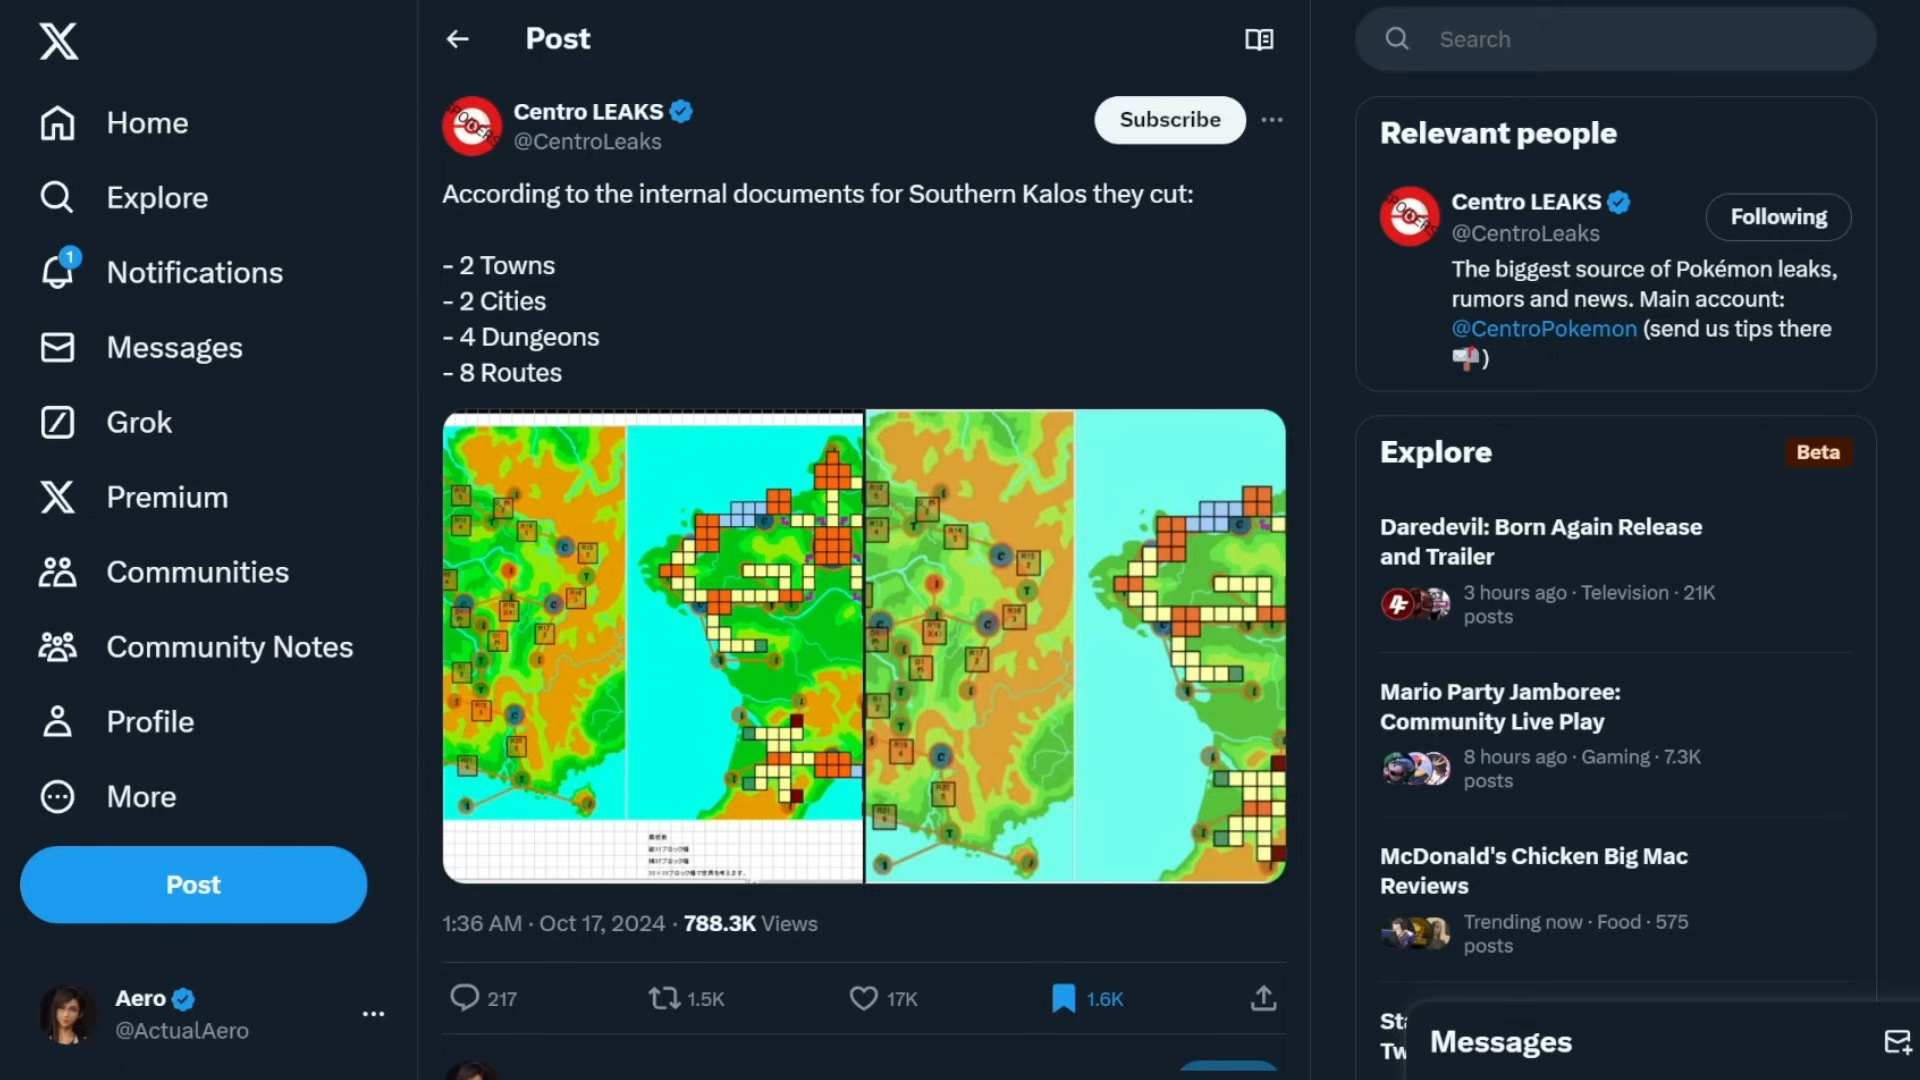 Home
Explore
1
Notifications
Messages
Grok
Premium
Communities
Community Notes
Profile
More
Post
Aero
@ActualAero
Post
Centro LEAKS
@CentroLeaks
Subscribe
According to the internal documents for Southern Kalos they cut:
- 2 Towns
- 2 Cities
- 4 Dungeons
- 8 Routes
1:36 AM · Oct 17, 2024 · 788.3K Views
217
1.5K
17K
1.6K
Search
Relevant people
Centro LEAKS
@CentroLeaks
Following
The biggest source of Pokémon leaks,
rumors and news. Main account:
@CentroPokemon (send us tips there
)
Explore
Beta
Daredevil: Born Again Release
and Trailer
3 hours ago · Television · 21K
posts
Mario Party Jamboree:
Community Live Play
8 hours ago · Gaming · 7.3K
posts
McDonald's Chicken Big Mac
Reviews
Trending now · Food · 575
posts
Messages